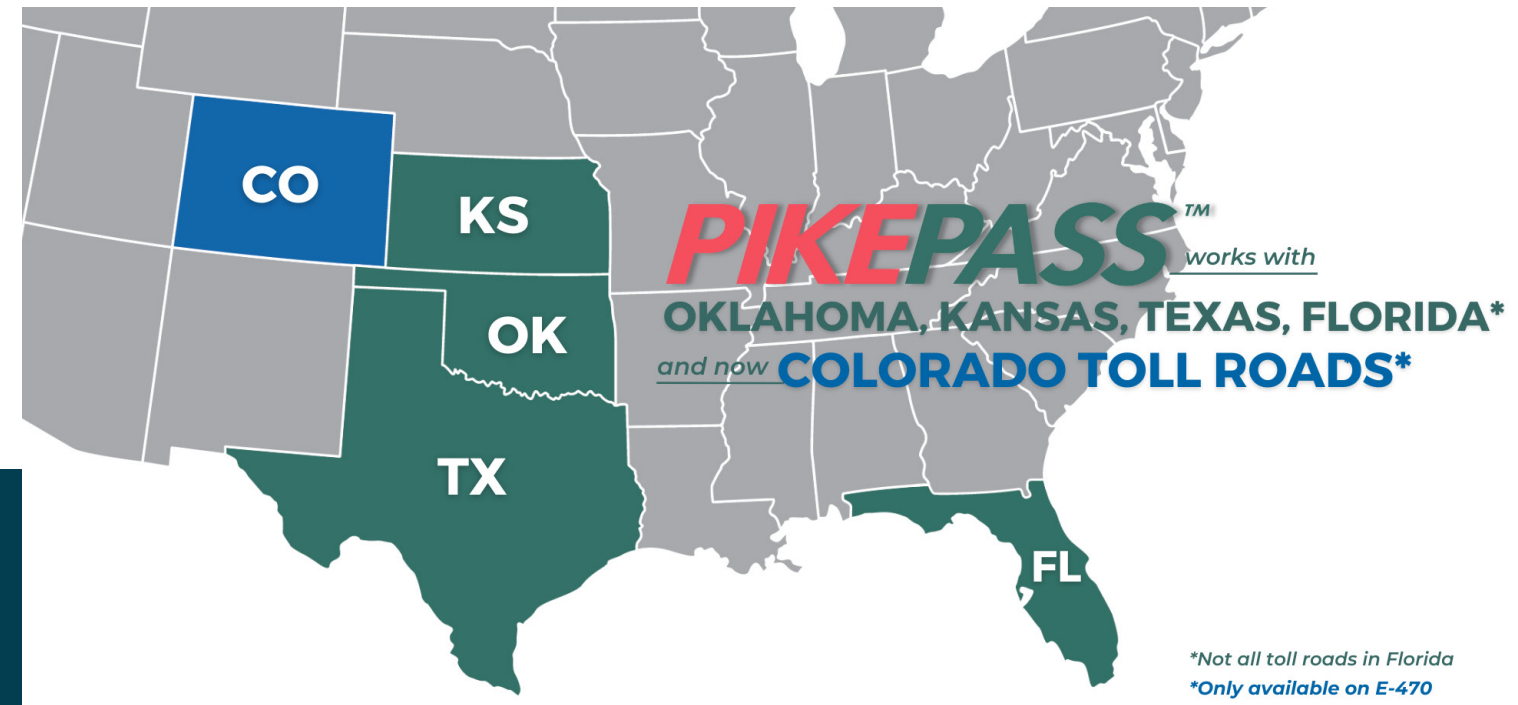 CO
KS
PIKEPASS™ works with
OK
OKLAHOMA, KANSAS, TEXAS, FLORIDA*
and now COLORADO TOLL ROADS*
TX
FL
*Not all toll roads in Florida
*Only available on E-470